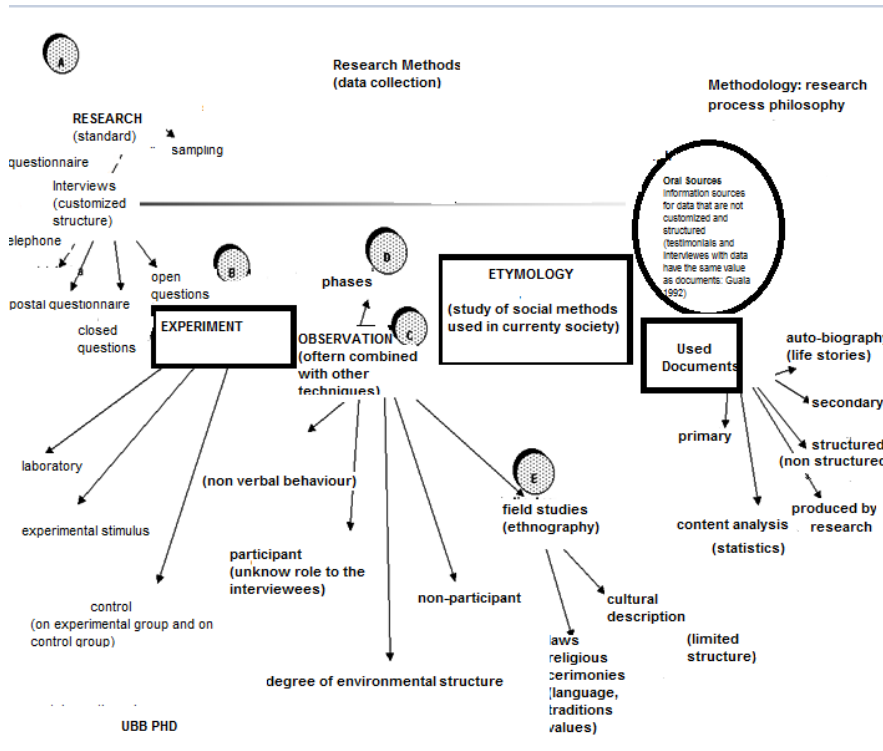 A
Research Methods
(data collection)
Methodology: research
process philosophy
RESEARCH
(standard)
sampling
questionnaire
Interviews
(customized
structure)
elephone
a
postal questionnaire
closed
questions
open
questions
B
EXPERIMENT
laboratory
experimental stimulus
control
(on experimental group and on
control group)
D
phases
C
OBSERVATION
(oftern combined
with other
techniques)
(non verbal behaviour)
participant
(unknow role to the
interviewees)
degree of environmental structure
non-participant
E
field studies
(ethnography)
cultural
description
(limited
structure)
laws
religious
cerimonies
(language,
traditions
values)
ETYMOLOGY
(study of social methods
used in currenty society)
Oral Sources
Information sources
for data that are not
customized and
structured
(testimonials and
Interviewes with data
have the same value
as documents: Guala
1992)
Used
Documents
auto-biography
(life stories)
secondary
structured
(non structured
produced by
research
primary
content analysis
(statistics)
UBB PHD